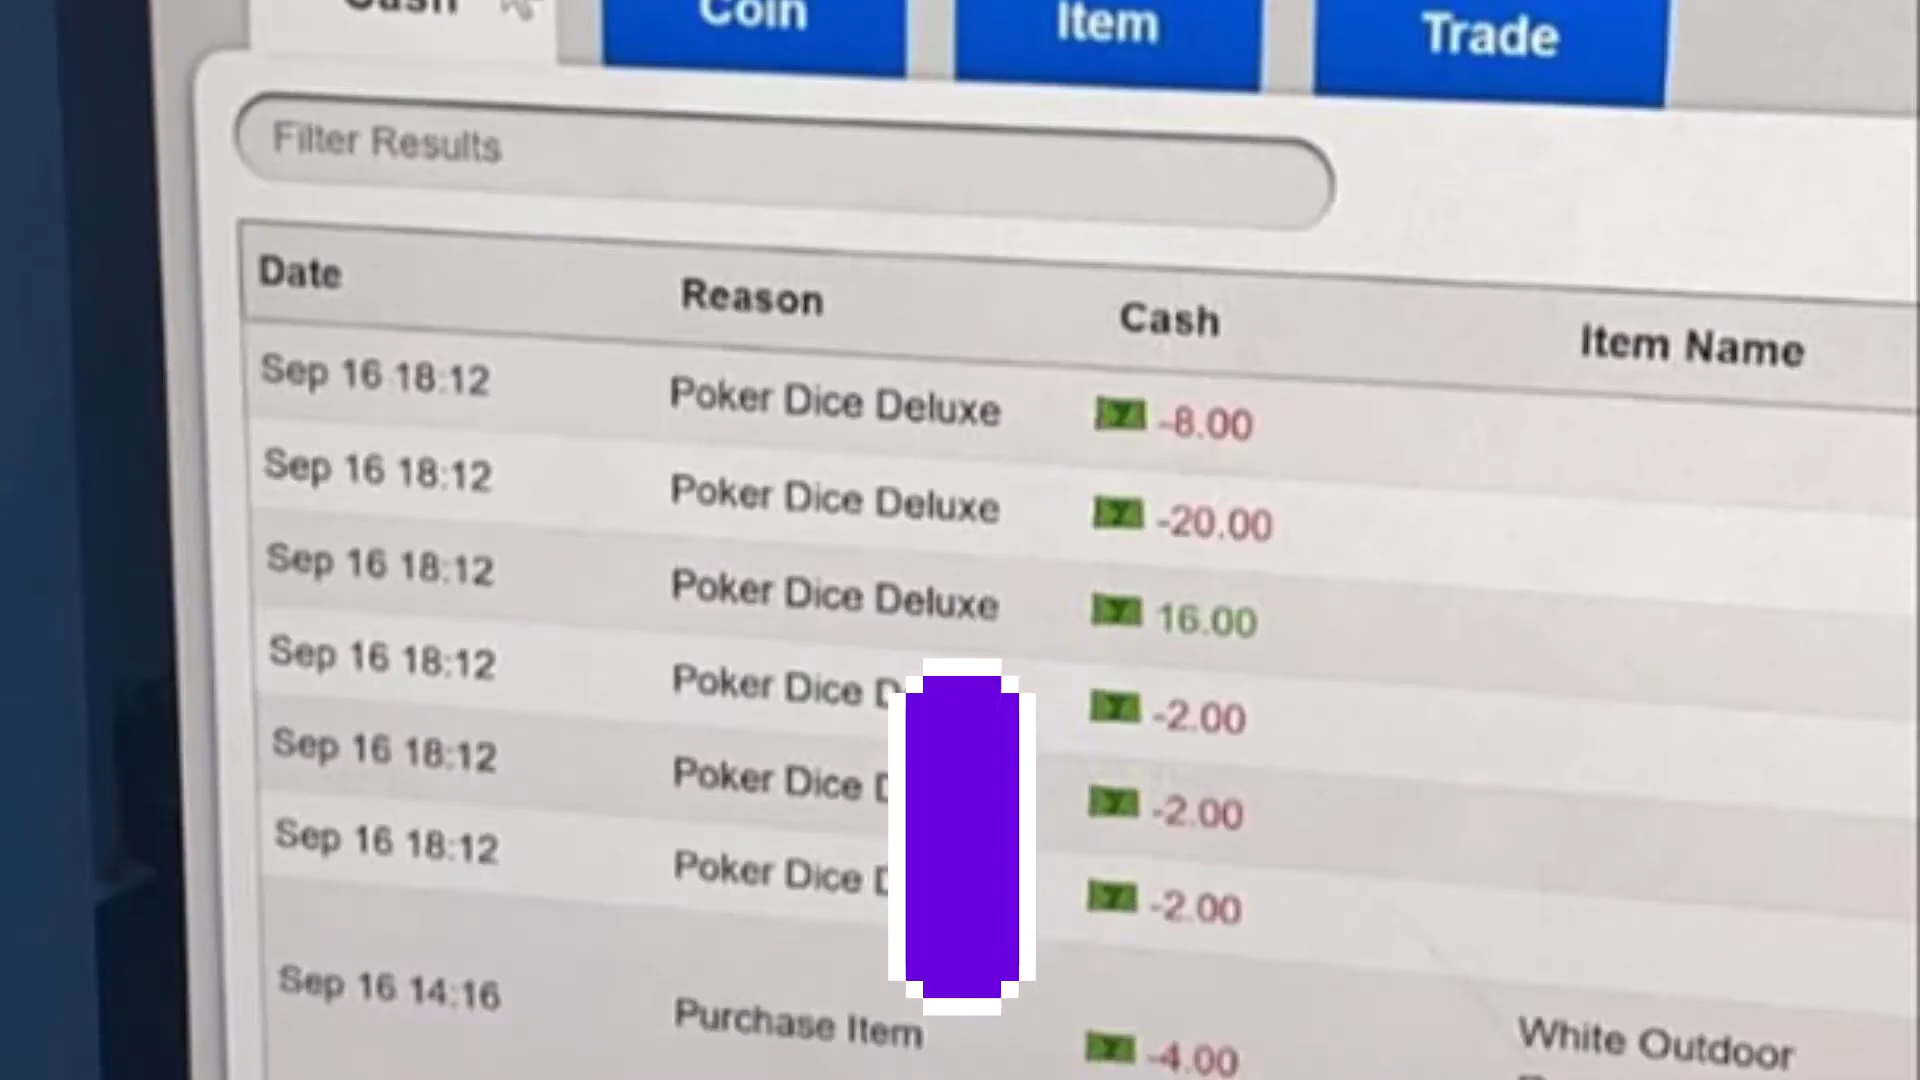 Cash Coin Item Trade
Filter Results
Date Reason Cash Item Name
Sep 16 18:12 Poker Dice Deluxe -8.00
Sep 16 18:12 Poker Dice Deluxe -20.00
Sep 16 18:12 Poker Dice Deluxe 16.00
Sep 16 18:12 Poker Dice -2.00
Sep 16 18:12 Poker Dice -2.00
Sep 16 18:12 Poker Dice -2.00
Sep 16 14:16 Purchase Item -4.00 White Outdoor